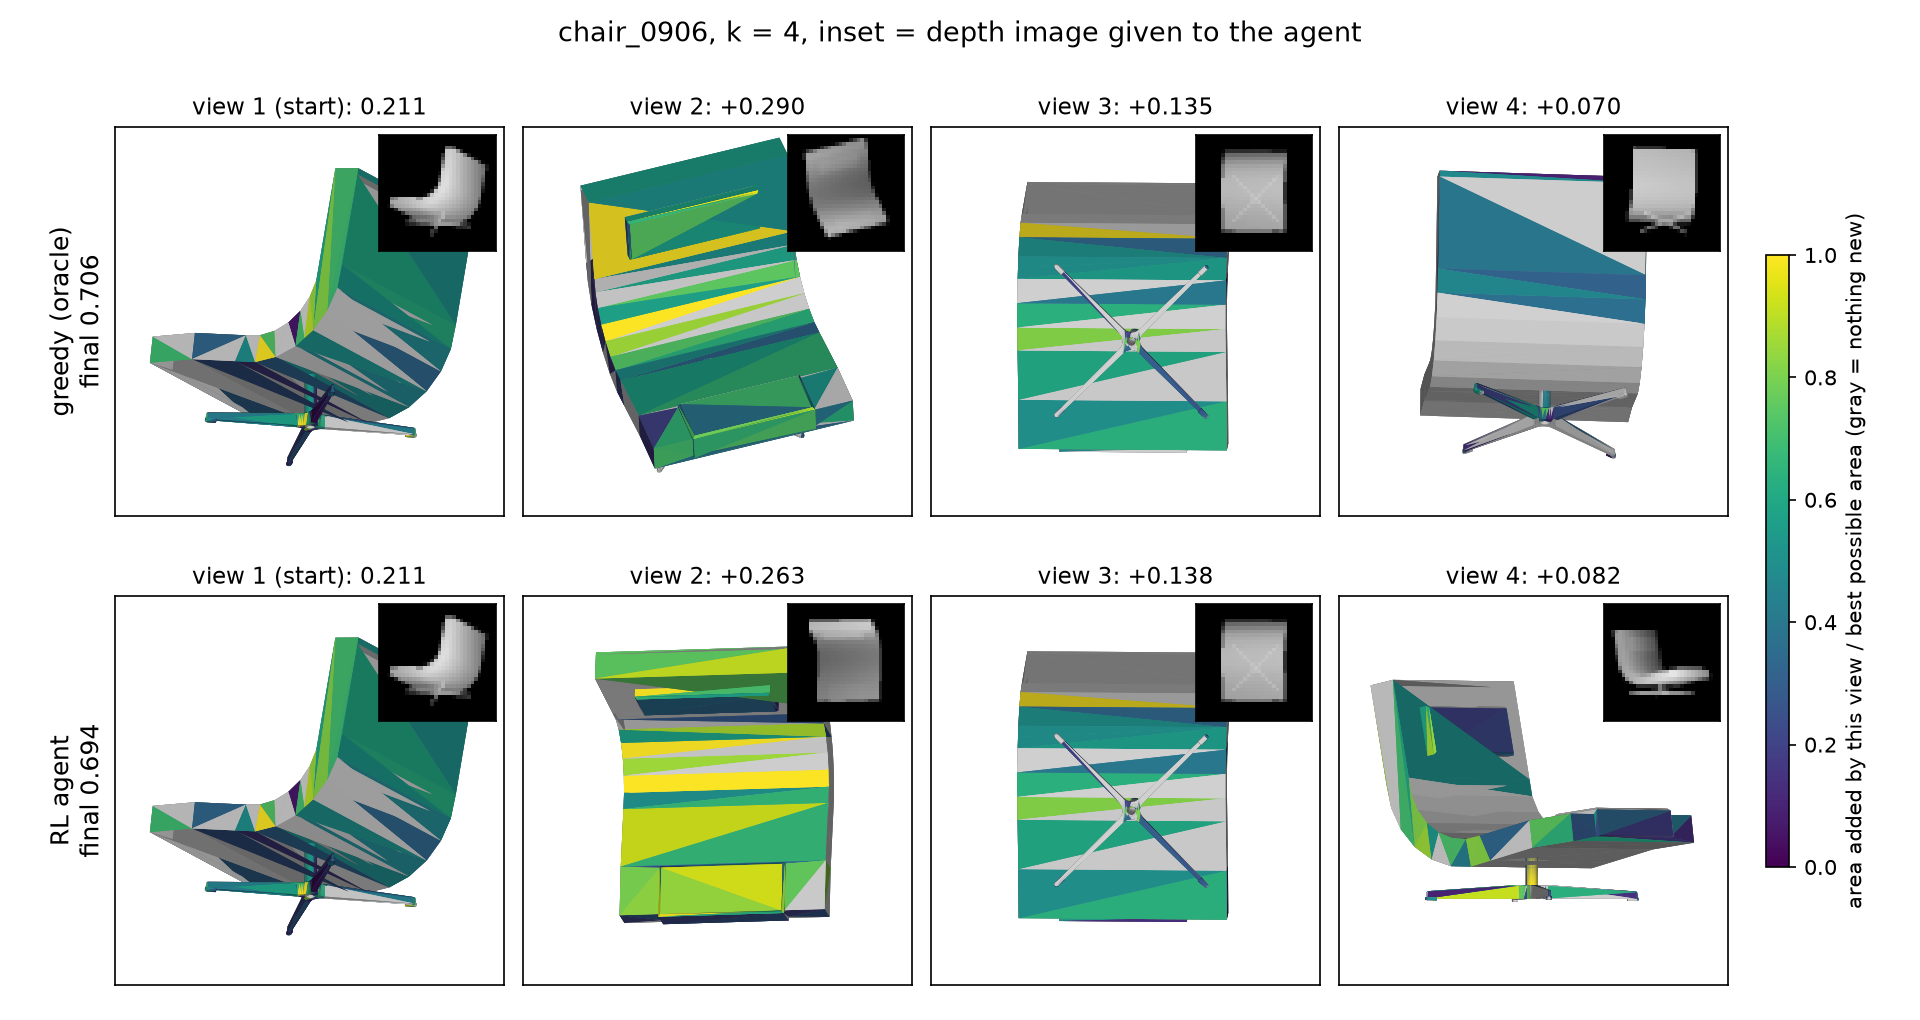 chair_0906, k = 4, inset = depth image given to the agent
view 1 (start): 0.211
view 2: +0.290
view 3: +0.135
view 4: +0.070
greedy (oracle)
final 0.706
view 1 (start): 0.211
view 2: +0.263
view 3: +0.138
view 4: +0.082
RL agent
final 0.694
1.0
0.8
0.6
0.4
0.2
0.0
area added by this view / best possible area (gray = nothing new)